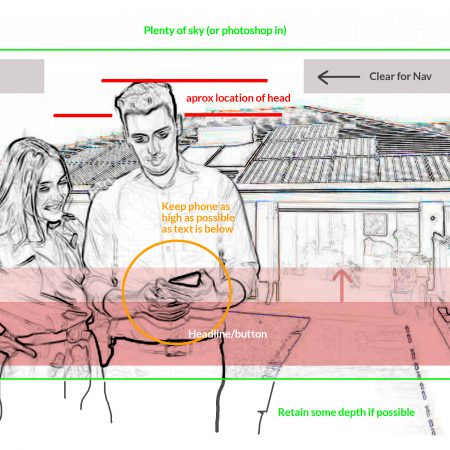 Plenty of sky (or photoshop in)
Clear for Nav
aprox location of head
Keep phone as
high as possible
as text is below
Headline/button
Retain some depth if possible